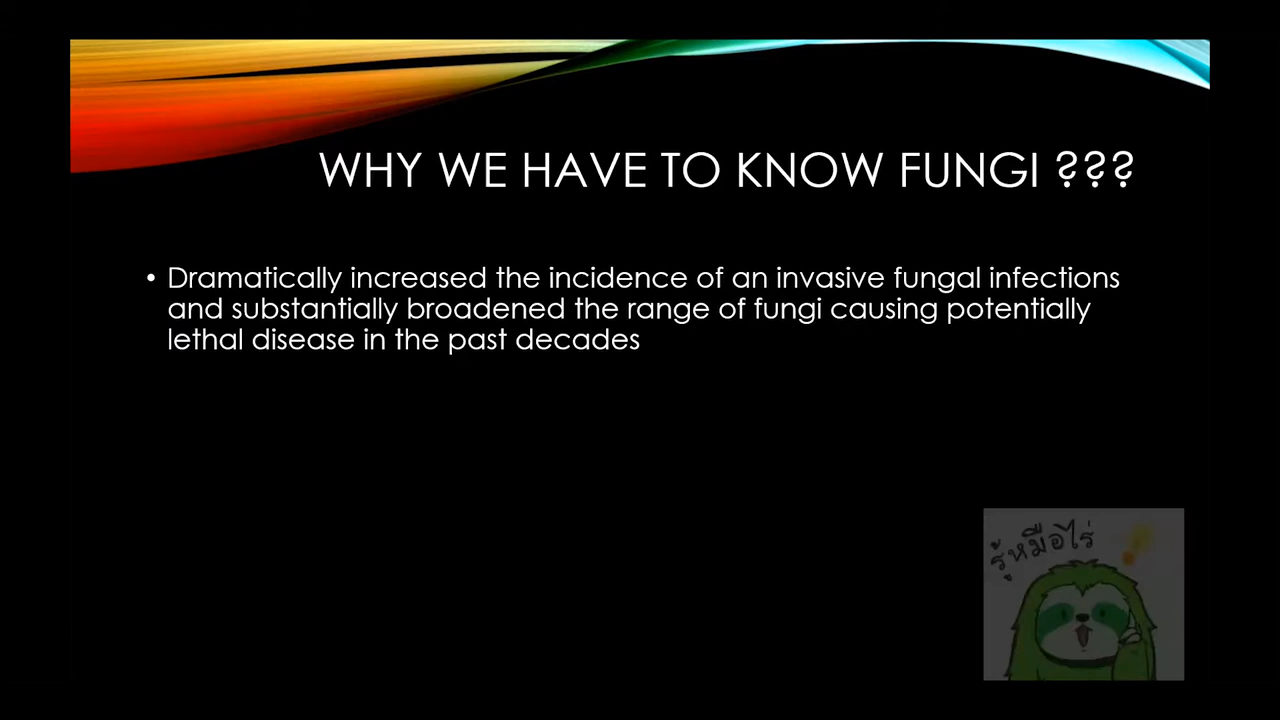 WHY WE HAVE TO KNOW FUNGI ???
• Dramatically increased the incidence of an invasive fungal infections
and substantially broadened the range of fungi causing potentially
lethal disease in the past decades
รู้หมือไร่